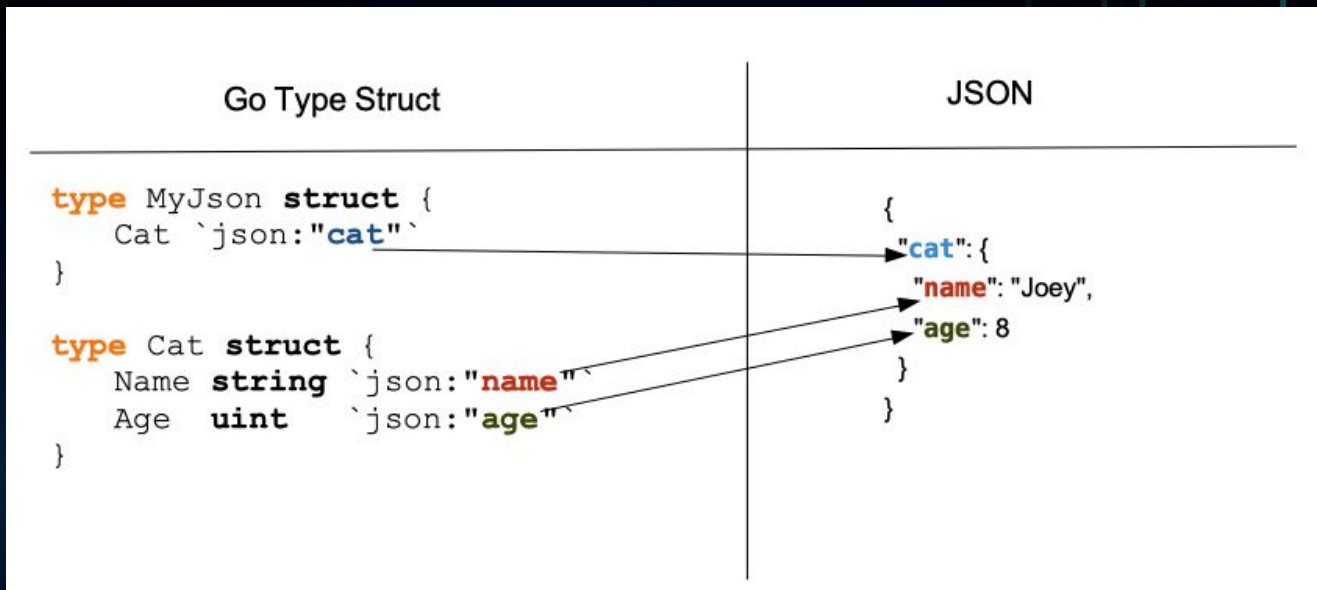 Go Type Struct
type MyJson struct {
Cat `json:"cat"`
}
type Cat struct {
Name string `json:"name"`
Age uint `json:"age"`
}
JSON
{
"cat": {
"name": "Joey",
"age": 8
}
}